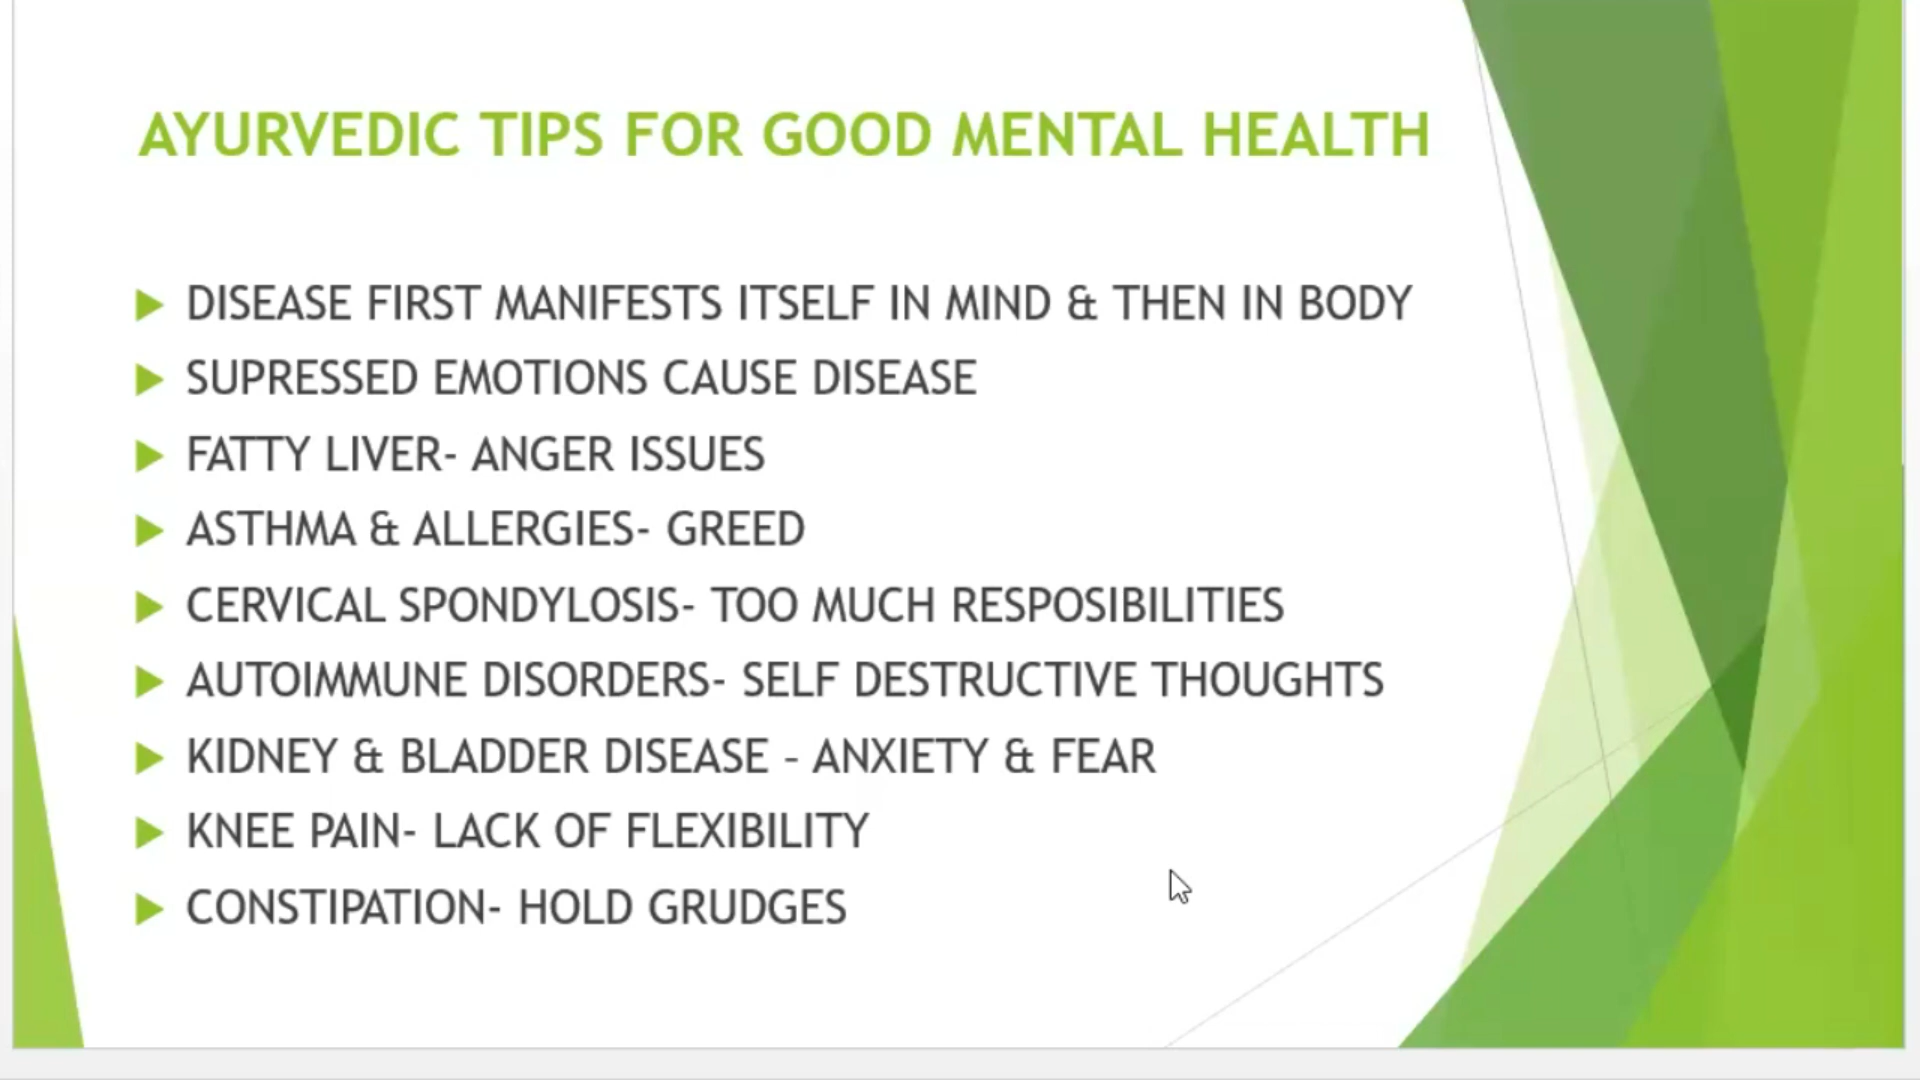 AYURVEDIC TIPS FOR GOOD MENTAL HEALTH
DISEASE FIRST MANIFESTS ITSELF IN MIND & THEN IN BODY
SUPRESSED EMOTIONS CAUSE DISEASE
FATTY LIVER- ANGER ISSUES
ASTHMA & ALLERGIES- GREED
CERVICAL SPONDYLOSIS- TOO MUCH RESPOSIBILITIES
AUTOIMMUNE DISORDERS- SELF DESTRUCTIVE THOUGHTS
KIDNEY & BLADDER DISEASE – ANXIETY & FEAR
KNEE PAIN- LACK OF FLEXIBILITY
CONSTIPATION- HOLD GRUDGES